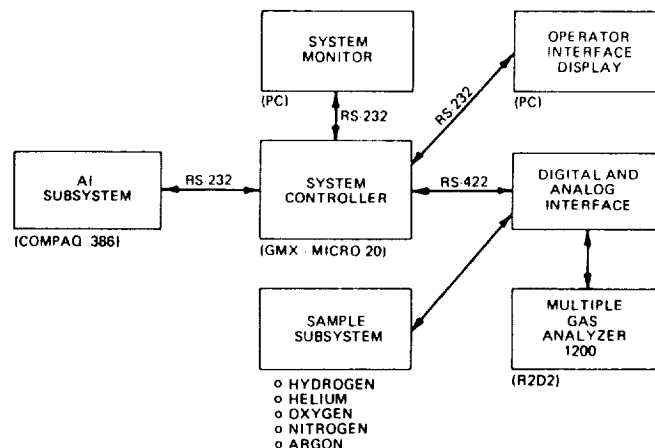 SYSTEM
MONITOR
(PC)
RS-232
OPERATOR
INTERFACE
DISPLAY
(PC)
RS-232
AI
SUBSYSTEM
(COMPAQ 386)
RS-232
SYSTEM
CONTROLLER
(GMX - MICRO 20)
RS-422
DIGITAL AND
ANALOG
INTERFACE
SAMPLE
SUBSYSTEM
o HYDROGEN
o HELIUM
o OXYGEN
o NITROGEN
o ARGON
MULTIPLE
GAS
ANALYZER
1200
(R2D2)